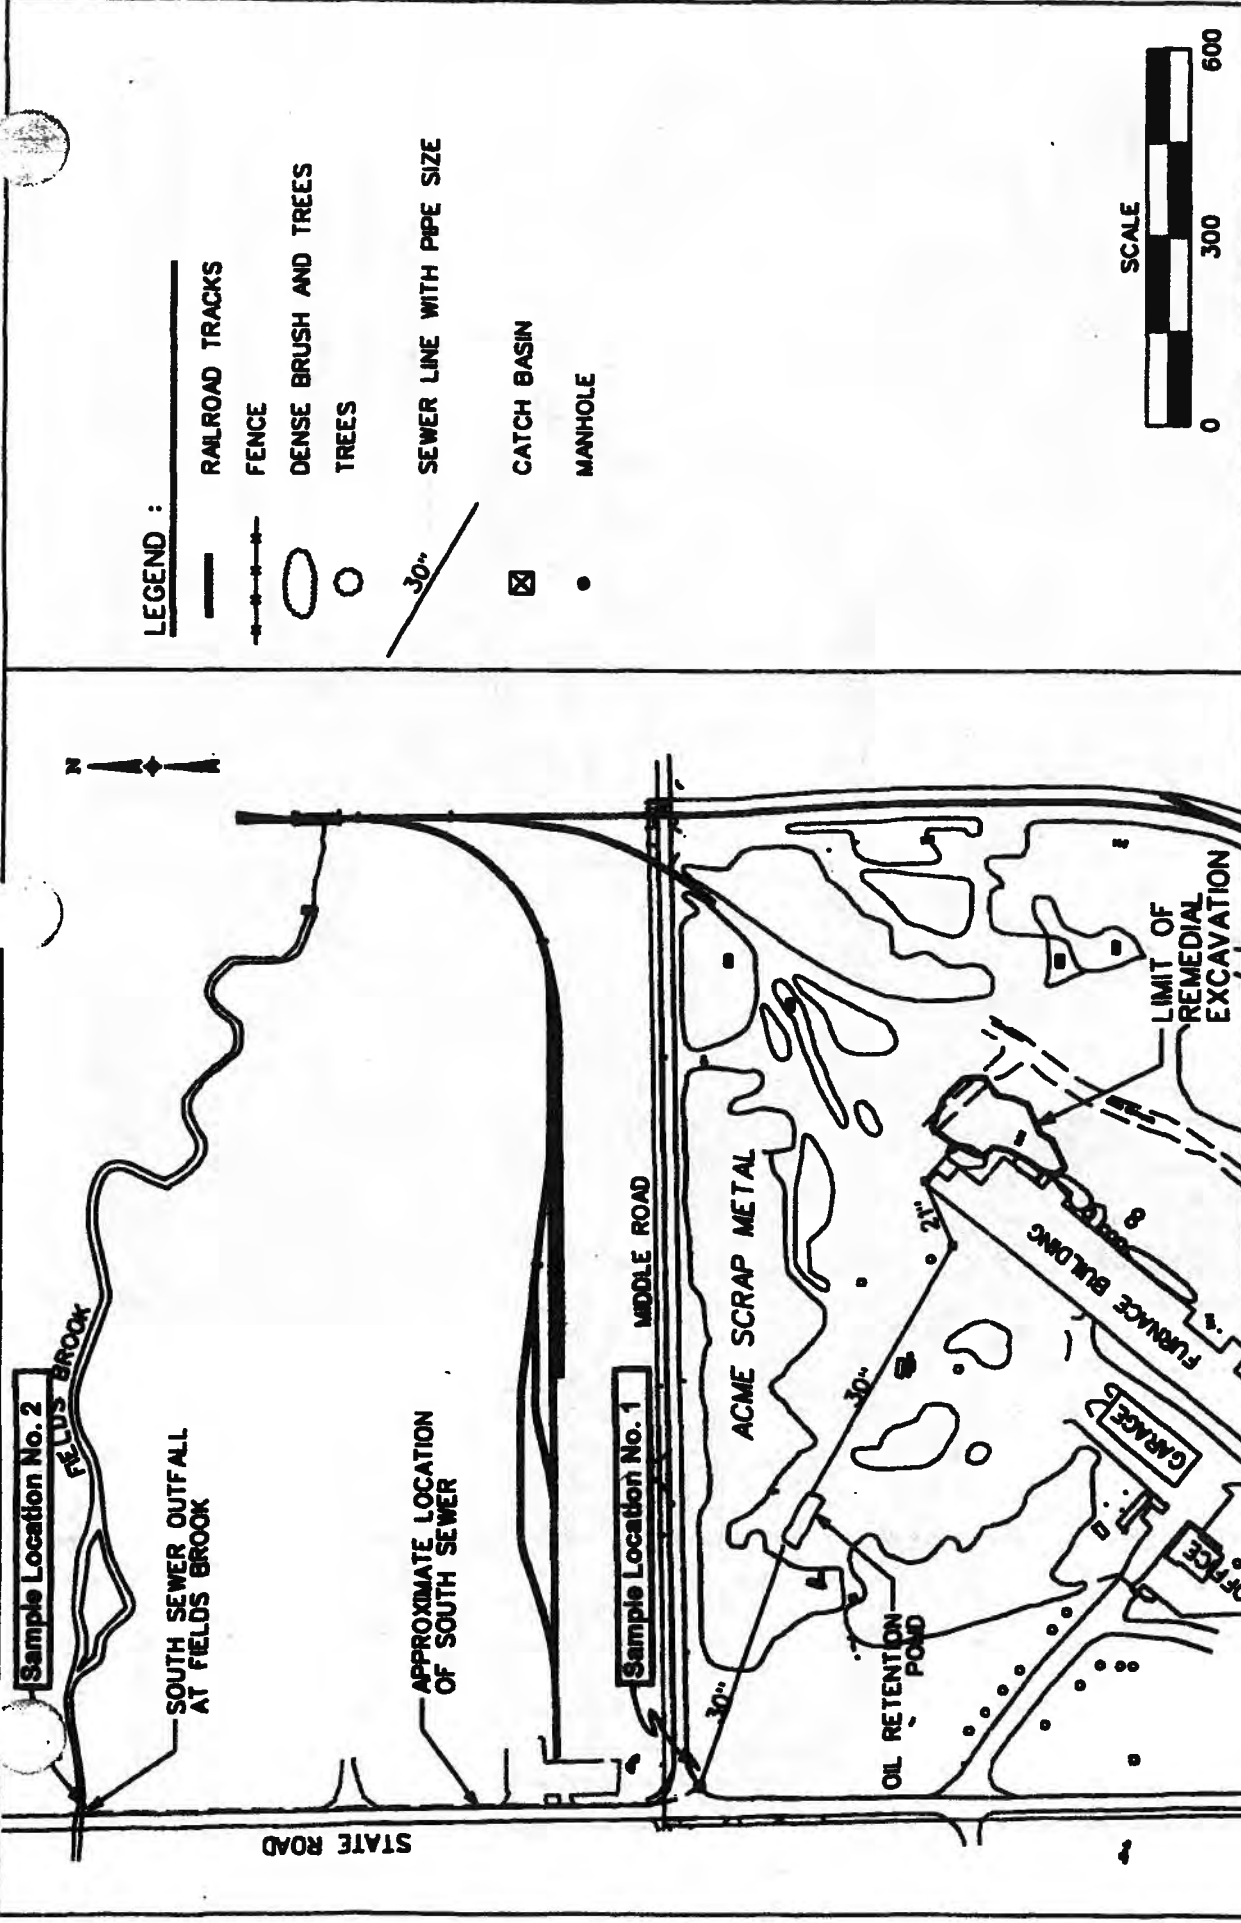 LEGEND :
RAILROAD TRACKS
FENCE
DENSE BRUSH AND TREES
TREES
30"
SEWER LINE WITH PIPE SIZE
CATCH BASIN
MANHOLE
SCALE
0 300 600
N
Sample Location No. 2
FIELDS BROOK
SOUTH SEWER OUTFALL
AT FIELDS BROOK
APPROXIMATE LOCATION
OF SOUTH SEWER
STATE ROAD
MIDDLE ROAD
Sample Location No. 1
ACME SCRAP METAL
30"
30"
21"
OIL RETENTION
POND
LIMIT OF
REMEDIAL
EXCAVATION
FURNACE BUILDING
8
GARAGE
OFFICE